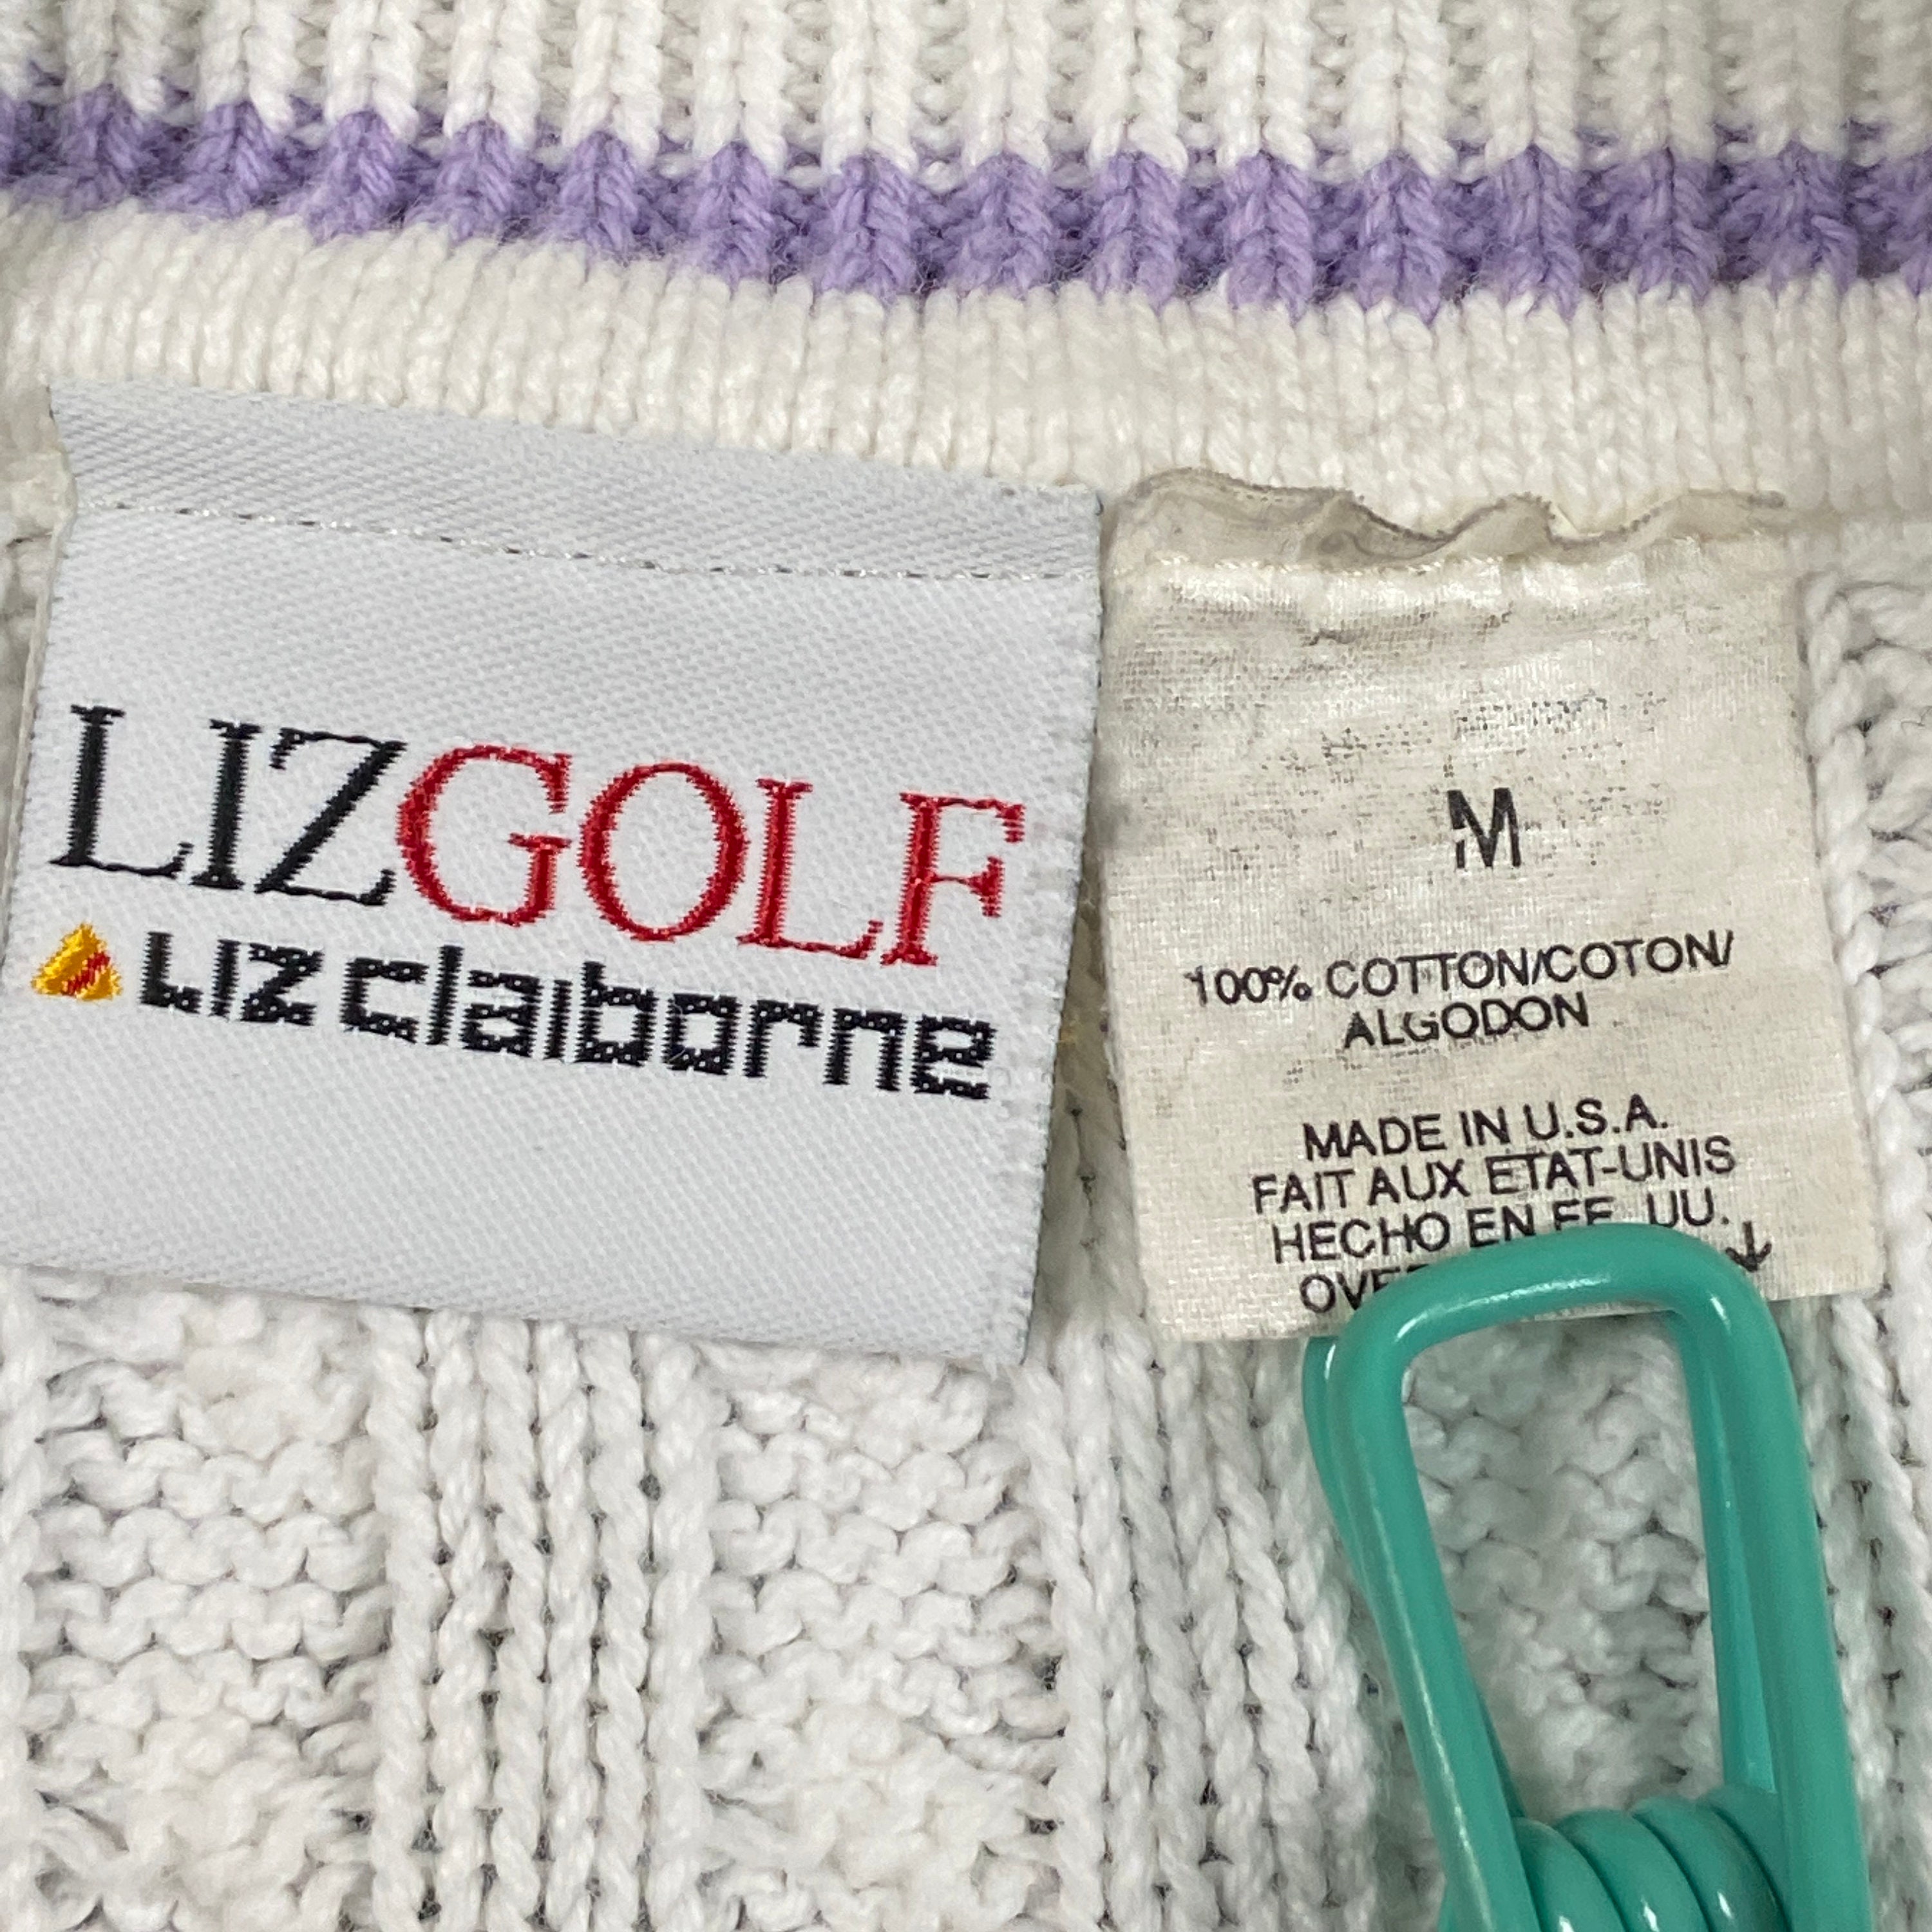 LIZGOLF
Liz claiborne
M
100% COTTON/COTON/
ALGODON
MADE IN U.S.A.
FAIT AUX ETAT-UNIS
HECHO EN EE. UU.